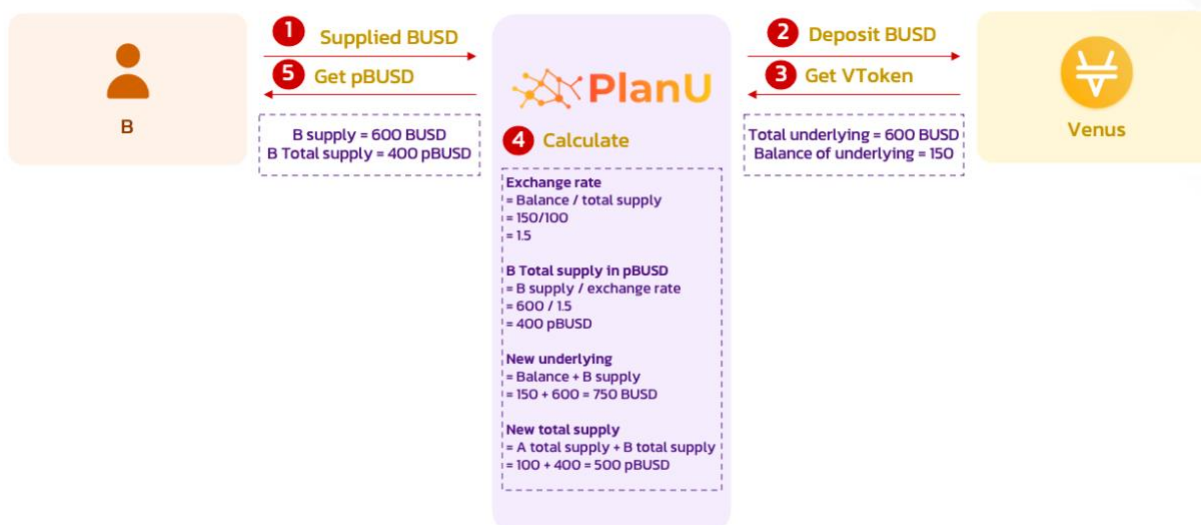 1 Supplied BUSD
5 Get pBUSD
B
B supply = 600 BUSD
B Total supply = 400 pBUSD
PlanU
4 Calculate
Exchange rate
= Balance / total supply
= 150/100
= 1.5
B Total supply in pBUSD
= B supply / exchange rate
= 600 / 1.5
= 400 pBUSD
New underlying
= Balance + B supply
= 150 + 600 = 750 BUSD
New total supply
= A total supply + B total supply
= 100 + 400 = 500 pBUSD
2 Deposit BUSD
3 Get VToken
Total underlying = 600 BUSD
Balance of underlying = 150
Venus